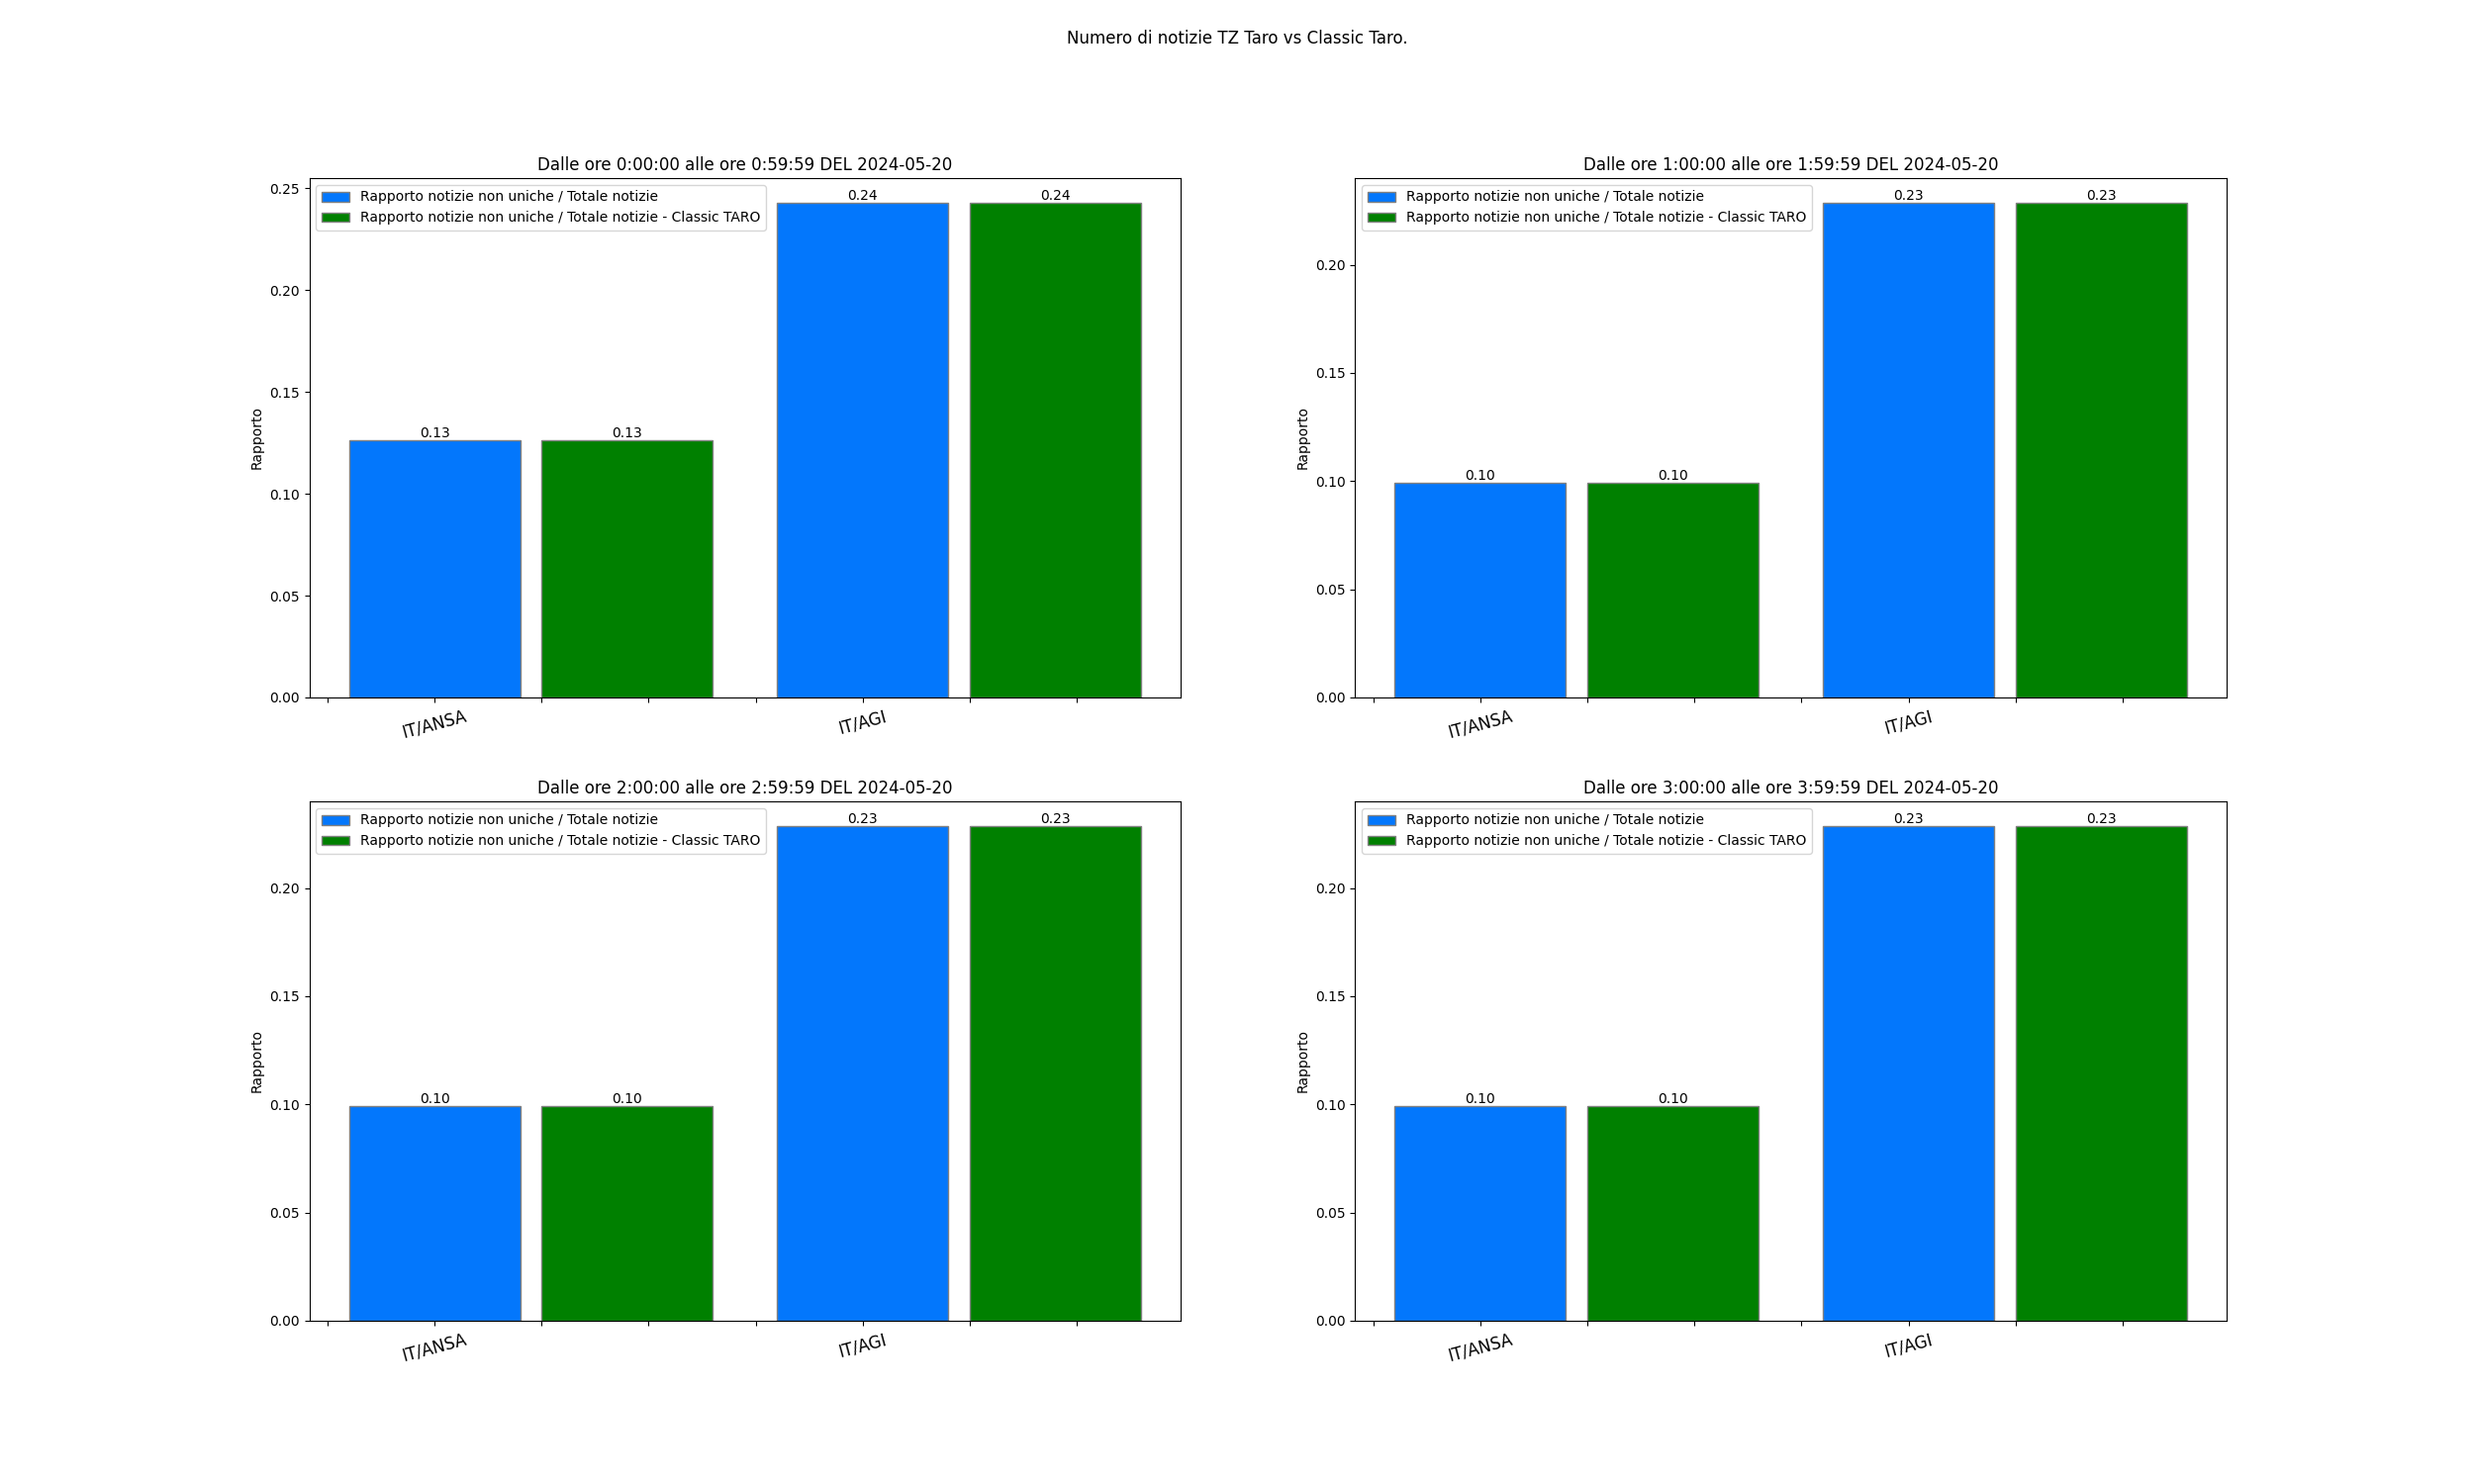 Numero di notizie TZ Taro vs Classic Taro.
Dalle ore 0:00:00 alle ore 0:59:59 DEL 2024-05-20
Rapporto notizie non uniche / Totale notizie
Rapporto notizie non uniche / Totale notizie - Classic TARO
0.24
0.24
0.13
0.13
0.25
0.20
0.15
0.10
0.05
0.00
Rapporto
IT/ANSA
IT/AGI
Dalle ore 1:00:00 alle ore 1:59:59 DEL 2024-05-20
Rapporto notizie non uniche / Totale notizie
Rapporto notizie non uniche / Totale notizie - Classic TARO
0.23
0.23
0.10
0.10
0.20
0.15
0.10
0.05
0.00
Rapporto
IT/ANSA
IT/AGI
Dalle ore 2:00:00 alle ore 2:59:59 DEL 2024-05-20
Rapporto notizie non uniche / Totale notizie
Rapporto notizie non uniche / Totale notizie - Classic TARO
0.23
0.23
0.10
0.10
0.20
0.15
0.10
0.05
0.00
Rapporto
IT/ANSA
IT/AGI
Dalle ore 3:00:00 alle ore 3:59:59 DEL 2024-05-20
Rapporto notizie non uniche / Totale notizie
Rapporto notizie non uniche / Totale notizie - Classic TARO
0.23
0.23
0.10
0.10
0.20
0.15
0.10
0.05
0.00
Rapporto
IT/ANSA
IT/AGI